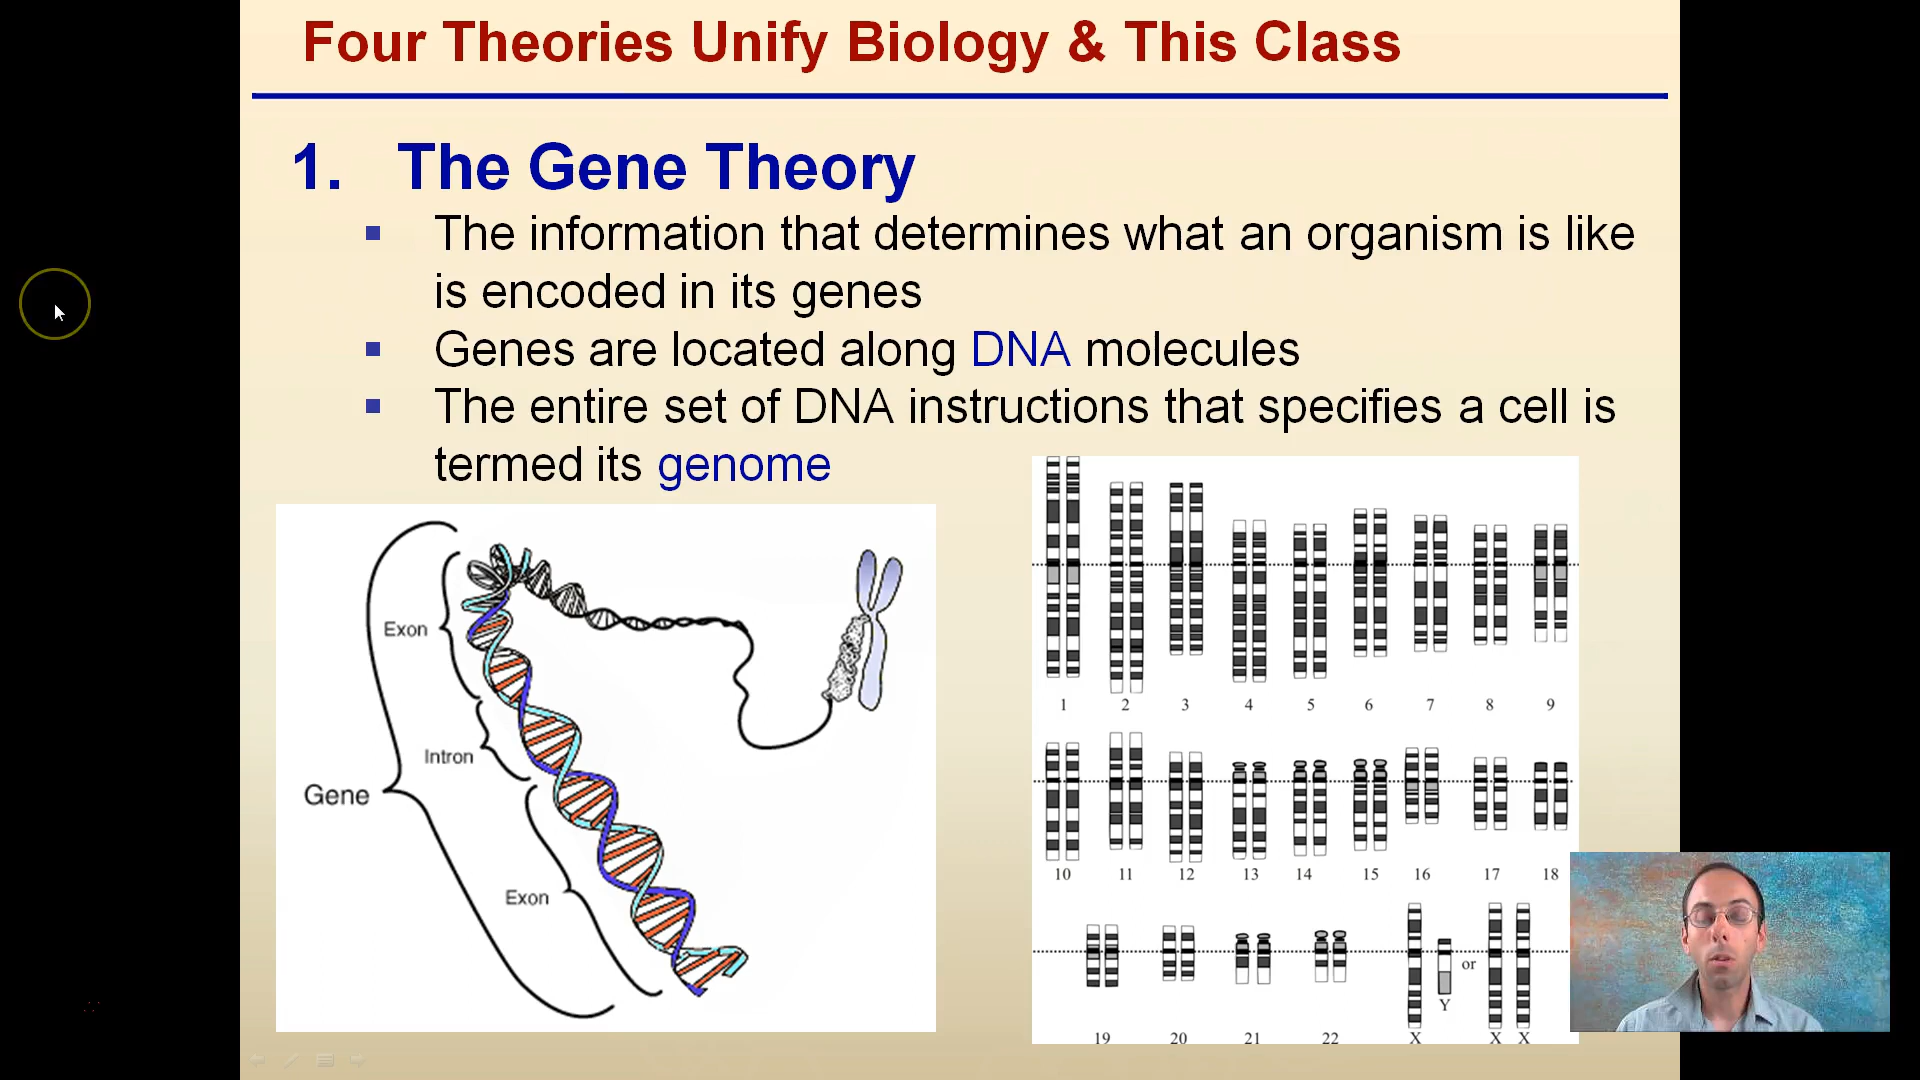 Four Theories Unify Biology & This Class
1. The Gene Theory
▪ The information that determines what an organism is like
is encoded in its genes
▪ Genes are located along DNA molecules
▪ The entire set of DNA instructions that specifies a cell is
termed its genome
Exon
Intron
Gene
Exon
1 2 3 4 5 6 7 8 9
10 11 12 13 14 15 16 17 18
or
Y
19 20 21 22 X X X